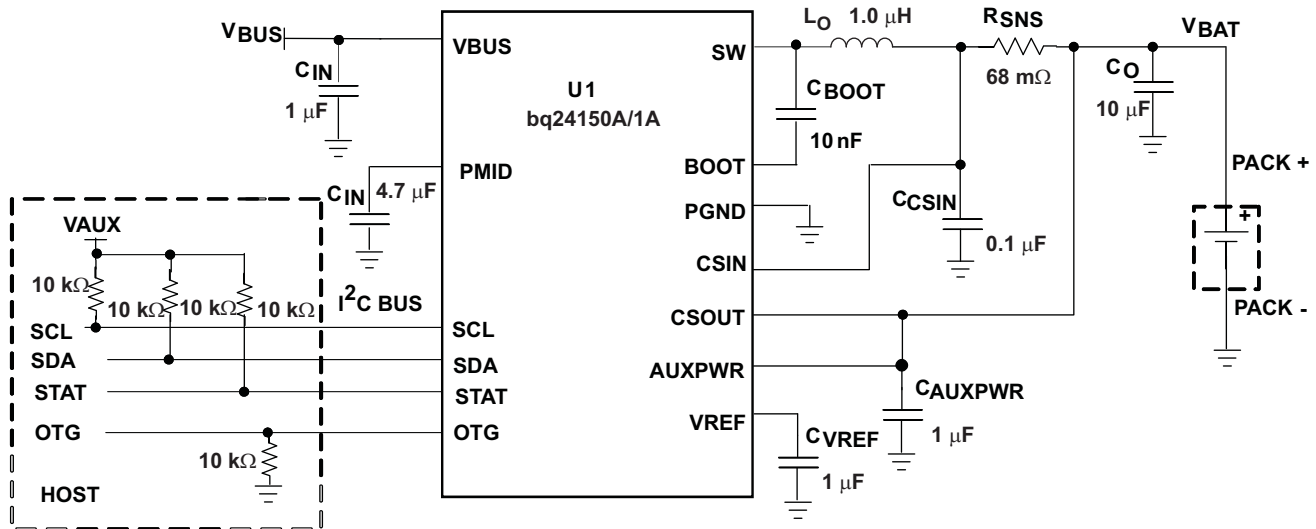 VBUS
CIN
1 μF
VBUS
U1
bq24150A/1A
SW
LO 1.0 μH
RSNS
68 mΩ
VBAT
CO
10 μF
CBOOT
10 nF
BOOT
PMID
CIN 4.7 μF
PGND
CCSIN
0.1 μF
CSIN
PACK +
+
PACK -
VAUX
10 kΩ
10 kΩ
10 kΩ
10 kΩ
I2C BUS
SCL
SCL
CSOUT
SDA
SDA
AUXPWR
CAUXPWR
1 μF
STAT
STAT
VREF
CVREF
1 μF
OTG
OTG
10 kΩ
HOST